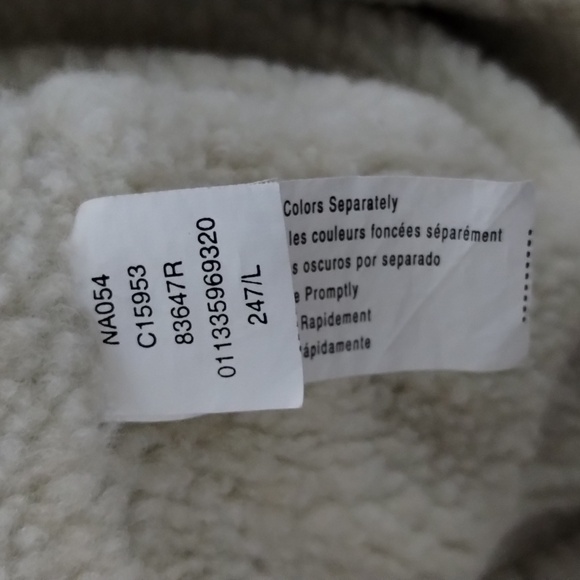 NA054
C15953
83647R
011335969320
247/L
Colors Separately
les couleurs foncées séparément
s oscuros por separado
e Promptly
Rapidement
ápidamente